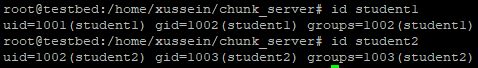 root@testbed:/home/xussein/chunk_server# id student1
uid=1001(student1) gid=1002(student1) groups=1002(student1)
root@testbed:/home/xussein/chunk_server# id student2
uid=1002(student2) gid=1003(student2) groups=1003(student2)